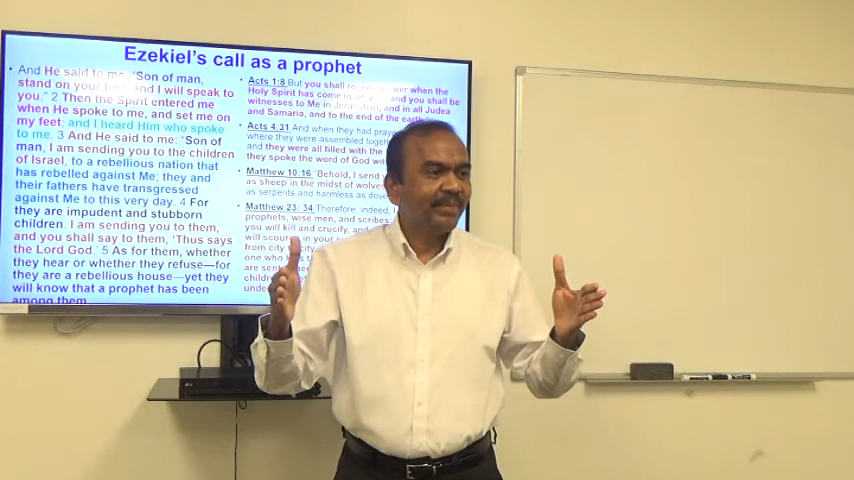 Ezekiel's call as a prophet
• And He said to me, "Son of man,
stand on your feet, and I will speak to
you." 2 Then the Spirit entered me
when He spoke to me, and set me on
my feet; and I heard Him who spoke
to me. 3 And He said to me: "Son of
man, I am sending you to the children
of Israel, to a rebellious nation that
has rebelled against Me; they and
their fathers have transgressed
against Me to this very day. 4 For
they are impudent and stubborn
children. I am sending you to them,
and you shall say to them, 'Thus says
the Lord God.' 5 As for them, whether
they hear or whether they refuse—for
they are a rebellious house—yet they
will know that a prophet has been
among them.
• Acts 1:8 But you shall receive power when the
Holy Spirit has come upon you; and you shall be
witnesses to Me in Jerusalem, and in all Judea
and Samaria, and to the end of the earth
• Acts 4:31 And when they had prayed
where they were assembled together
and they were all filled with the
they spoke the word of God wi
• Matthew 10:16 "Behold, I send y
as sheep in the midst of wolves
as serpents and harmless as dove
• Matthew 23: 34 Therefore, indeed, I
prophets, wise men, and scribes:
you will kill and crucify, and
will scourge in your s
from city to city
one who k
are sent
childre
unde